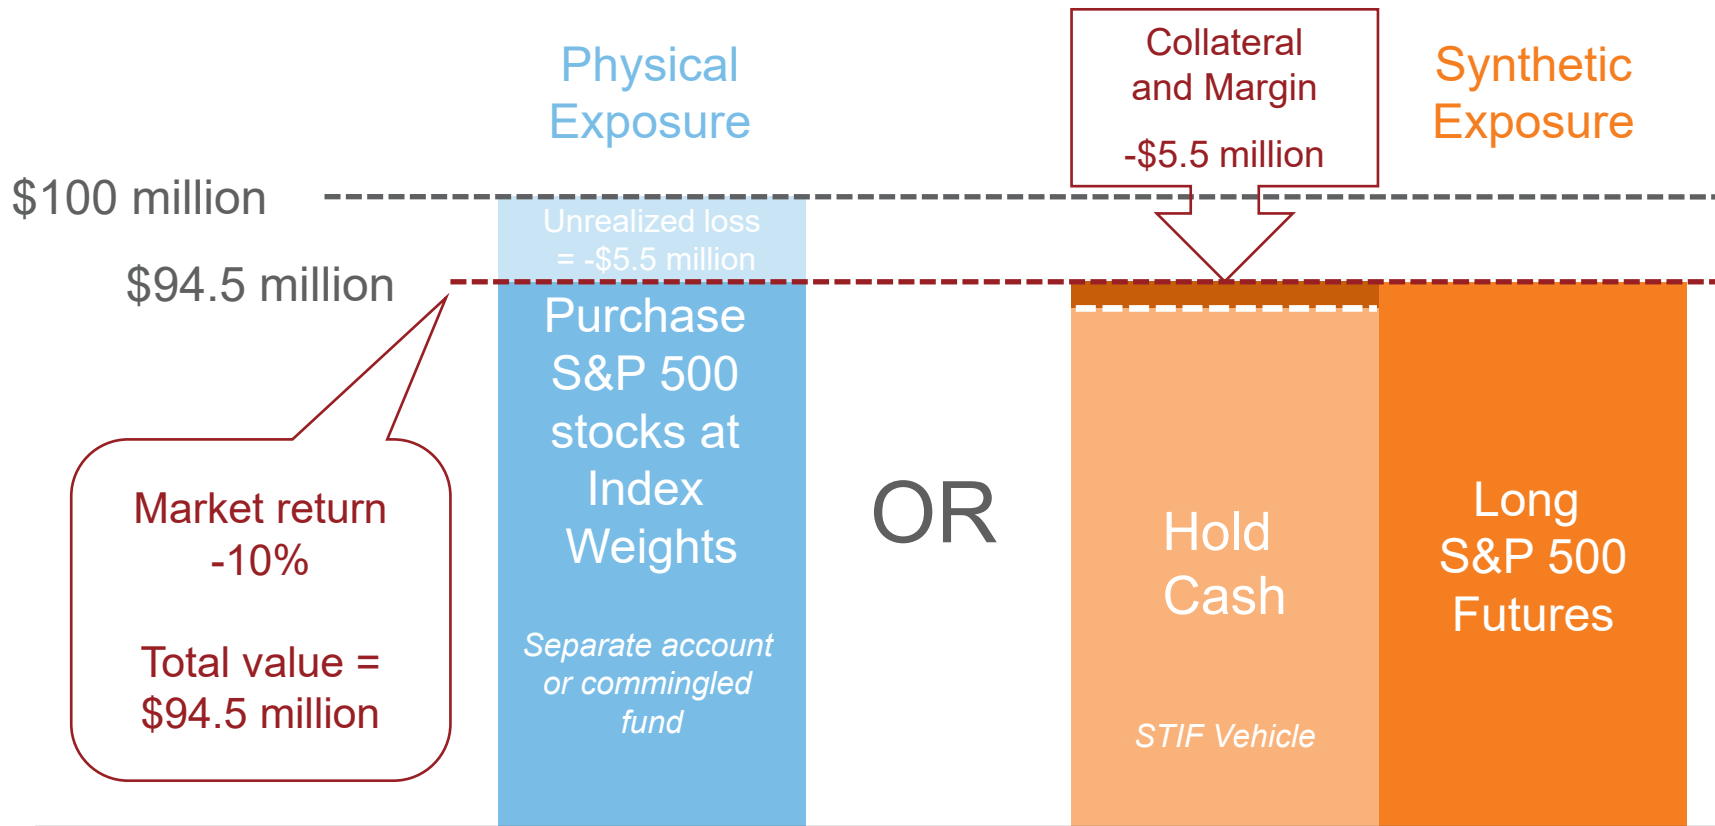 Physical
Exposure
Collateral
and Margin
-$5.5 million
Synthetic
Exposure
$100 million
Unrealized loss
= -$5.5 million
$94.5 million
Purchase
S&P 500
stocks at
Index
Weights
Separate account
or commingled
fund
Market return
-10%
Total value =
$94.5 million
OR
Hold
Cash
STIF Vehicle
Long
S&P 500
Futures